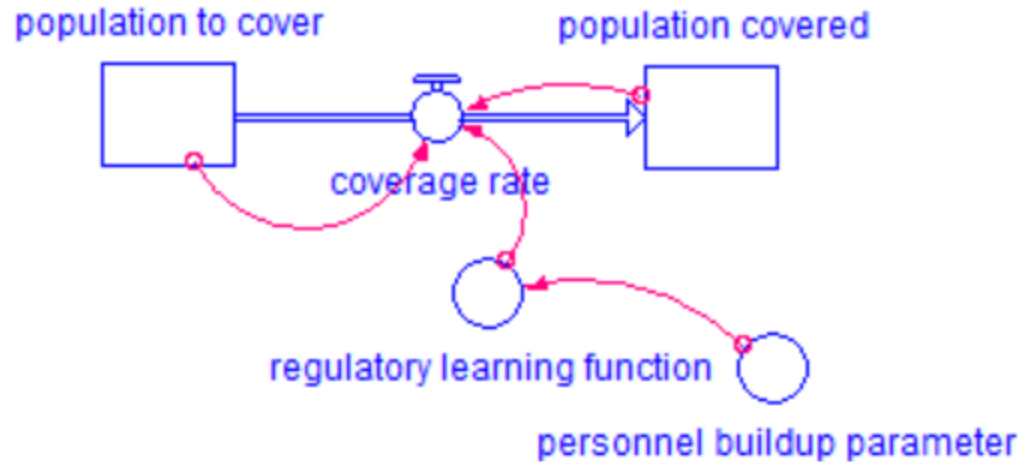 population to cover
population covered
coverage rate
regulatory learning function
personnel buildup parameter